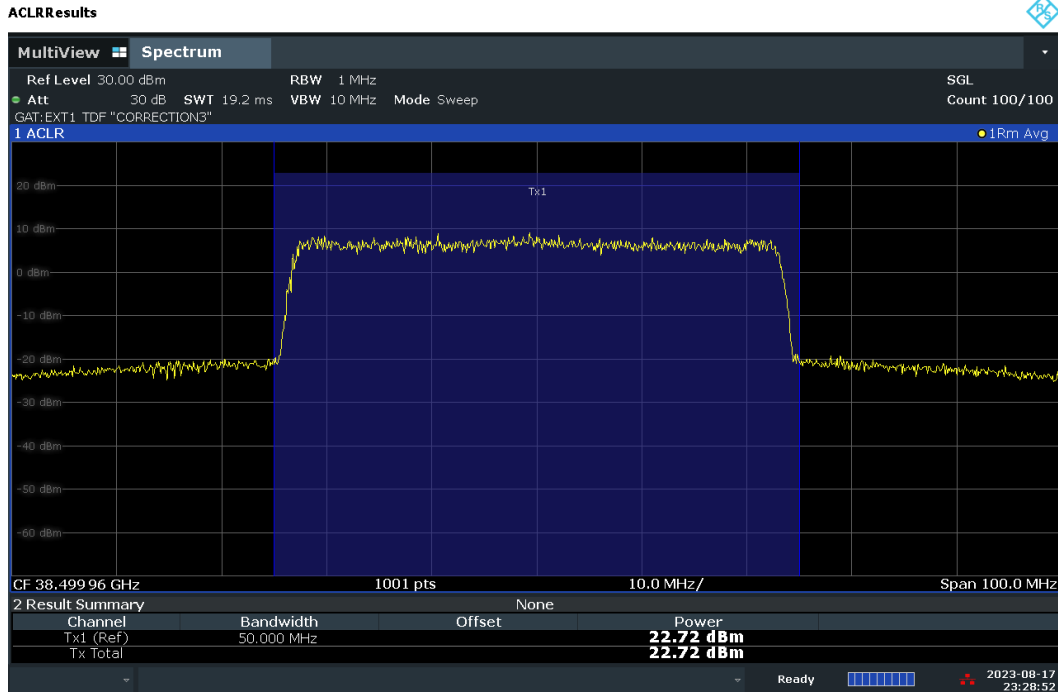 ACLRResults
R/S
MultiView Spectrum
Ref Level 30.00 dBm RBW 1 MHz SGL
Att 30 dB SWT 19.2 ms VBW 10 MHz Mode Sweep Count 100/100
GAT:EXT1 TDF "CORRECTION3"
1 ACLR 1Rm Avg
Tx1
20 dBm
10 dBm
0 dBm
-10 dBm
-20 dBm
-30 dBm
-40 dBm
-50 dBm
-60 dBm
CF 38.49996 GHz 1001 pts 10.0 MHz/ Span 100.0 MHz
2 Result Summary None
Channel Bandwidth Offset Power
Tx1 (Ref) 50.000 MHz 22.72 dBm
Tx Total 22.72 dBm
Ready 2023-08-17
23:28:52